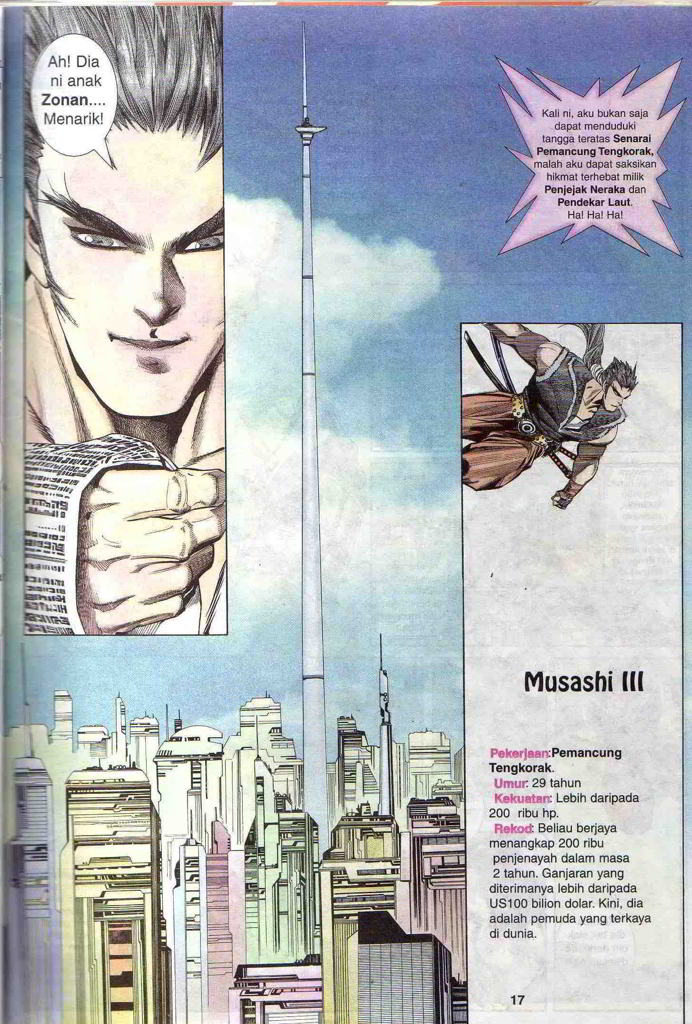 Ah! Dia
ni anak
Zonan....
Menarik!
Kali ni, aku bukan saja
dapat menduduki
tangga teratas Senarai
Pemancung Tengkorak,
malah aku dapat saksikan
hikmat terhebat milik
Penjejak Neraka dan
Pendekar Laut.
Ha! Ha! Ha!
Musashi III
Pekerjaan: Pemancung
Tengkorak.
Umur: 29 tahun
Kekuatan: Lebih daripada
200 ribu hp.
Rekod: Beliau berjaya
menangkap 200 ribu
penjenayah dalam masa
2 tahun. Ganjaran yang
diterimanya lebih daripada
US100 bilion dolar. Kini, dia
adalah pemuda yang terkaya
di dunia.
17